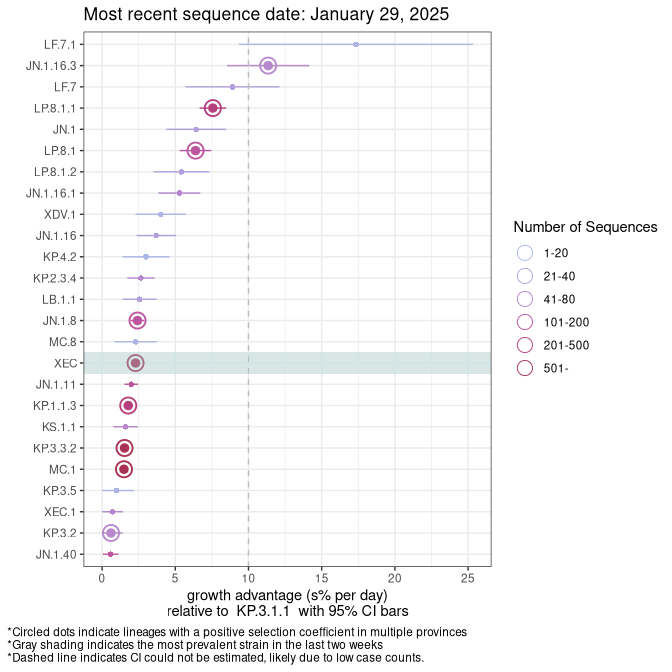 Most recent sequence date: January 29, 2025
LF.7.1
JN.1.16.3
LF.7
LP.8.1.1
JN.1
LP.8.1
LP.8.1.2
JN.1.16.1
XDV.1
JN.1.16
KP.4.2
KP.2.3.4
LB.1.1
JN.1.8
MC.8
XEC
JN.1.11
KP.1.1.3
KS.1.1
KP.3.3.2
MC.1
KP.3.5
XEC.1
KP.3.2
JN.1.40
0 5 10 15 20 25
growth advantage (s% per day)
relative to KP.3.1.1 with 95% CI bars
Number of Sequences
1-20
21-40
41-80
101-200
201-500
501-
*Circled dots indicate lineages with a positive selection coefficient in multiple provinces
*Gray shading indicates the most prevalent strain in the last two weeks
*Dashed line indicates CI could not be estimated, likely due to low case counts.